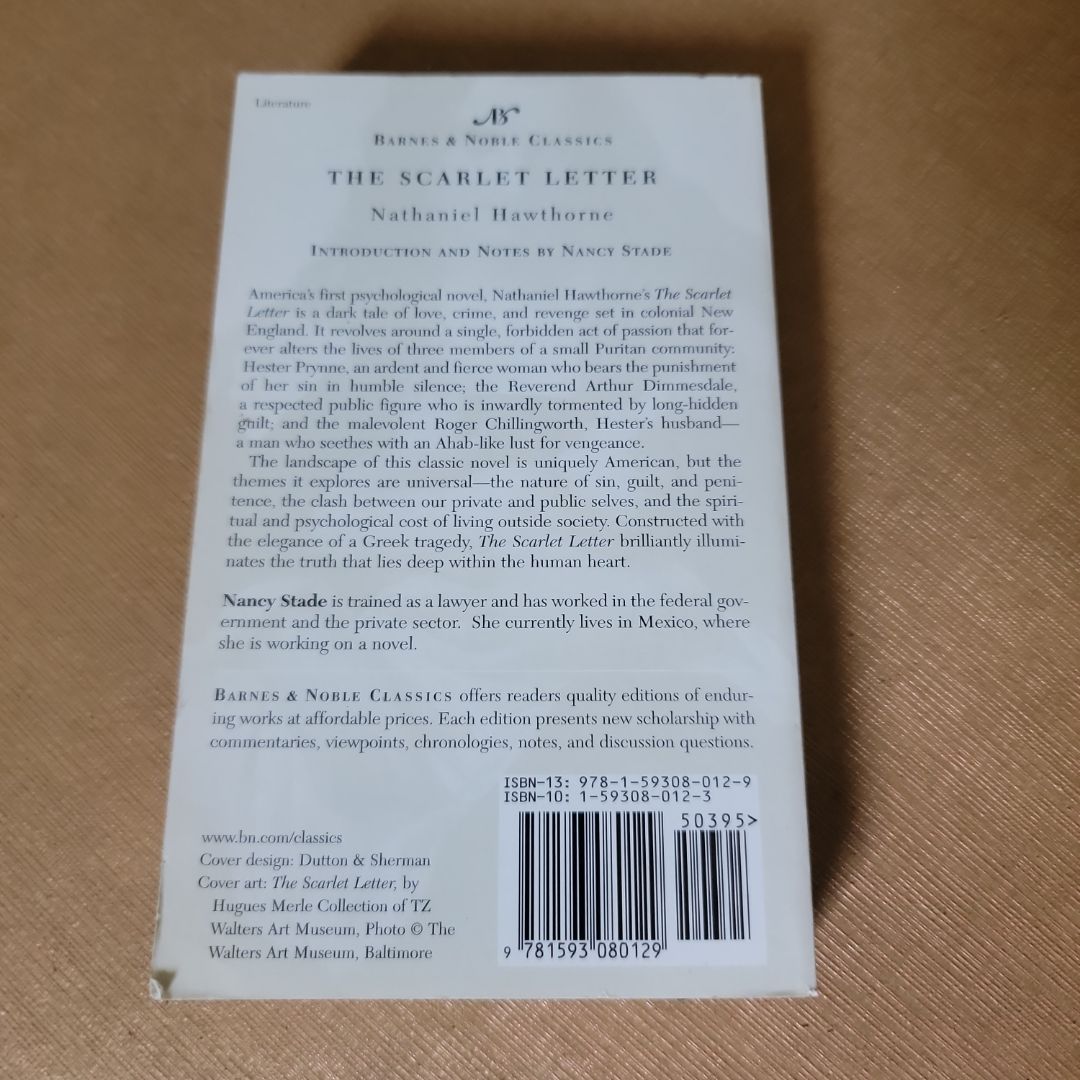 Literature
BARNES & NOBLE CLASSICS
THE SCARLET LETTER
Nathaniel Hawthorne
INTRODUCTION AND NOTES BY NANCY STADE
America's first psychological novel, Nathaniel Hawthorne's The Scarlet
Letter is a dark tale of love, crime, and revenge set in colonial New
England. It revolves around a single, forbidden act of passion that for-
ever alters the lives of three members of a small Puritan community:
Hester Prynne, an ardent and fierce woman who bears the punishment
of her sin in humble silence; the Reverend Arthur Dimmesdale,
a respected public figure who is inwardly tormented by long-hidden
guilt; and the malevolent Roger Chillingworth, Hester's husband—
a man who seethes with an Ahab-like lust for vengeance.
The landscape of this classic novel is uniquely American, but the
themes it explores are universal—the nature of sin, guilt, and peni-
tence, the clash between our private and public selves, and the spiri-
tual and psychological cost of living outside society. Constructed with
the elegance of a Greek tragedy, The Scarlet Letter brilliantly illumi-
nates the truth that lies deep within the human heart.
Nancy Stade is trained as a lawyer and has worked in the federal gov-
ernment and the private sector. She currently lives in Mexico, where
she is working on a novel.
BARNES & NOBLE CLASSICS offers readers quality editions of endur-
ing works at affordable prices. Each edition presents new scholarship with
commentaries, viewpoints, chronologies, notes, and discussion questions.
ISBN-13: 978-1-59308-012-9
ISBN-10: 1-59308-012-3
50395>
9 781593 080129
www.bn.com/classics
Cover design: Dutton & Sherman
Cover art: The Scarlet Letter, by
Hugues Merle Collection of TZ
Walters Art Museum, Photo © The
Walters Art Museum, Baltimore